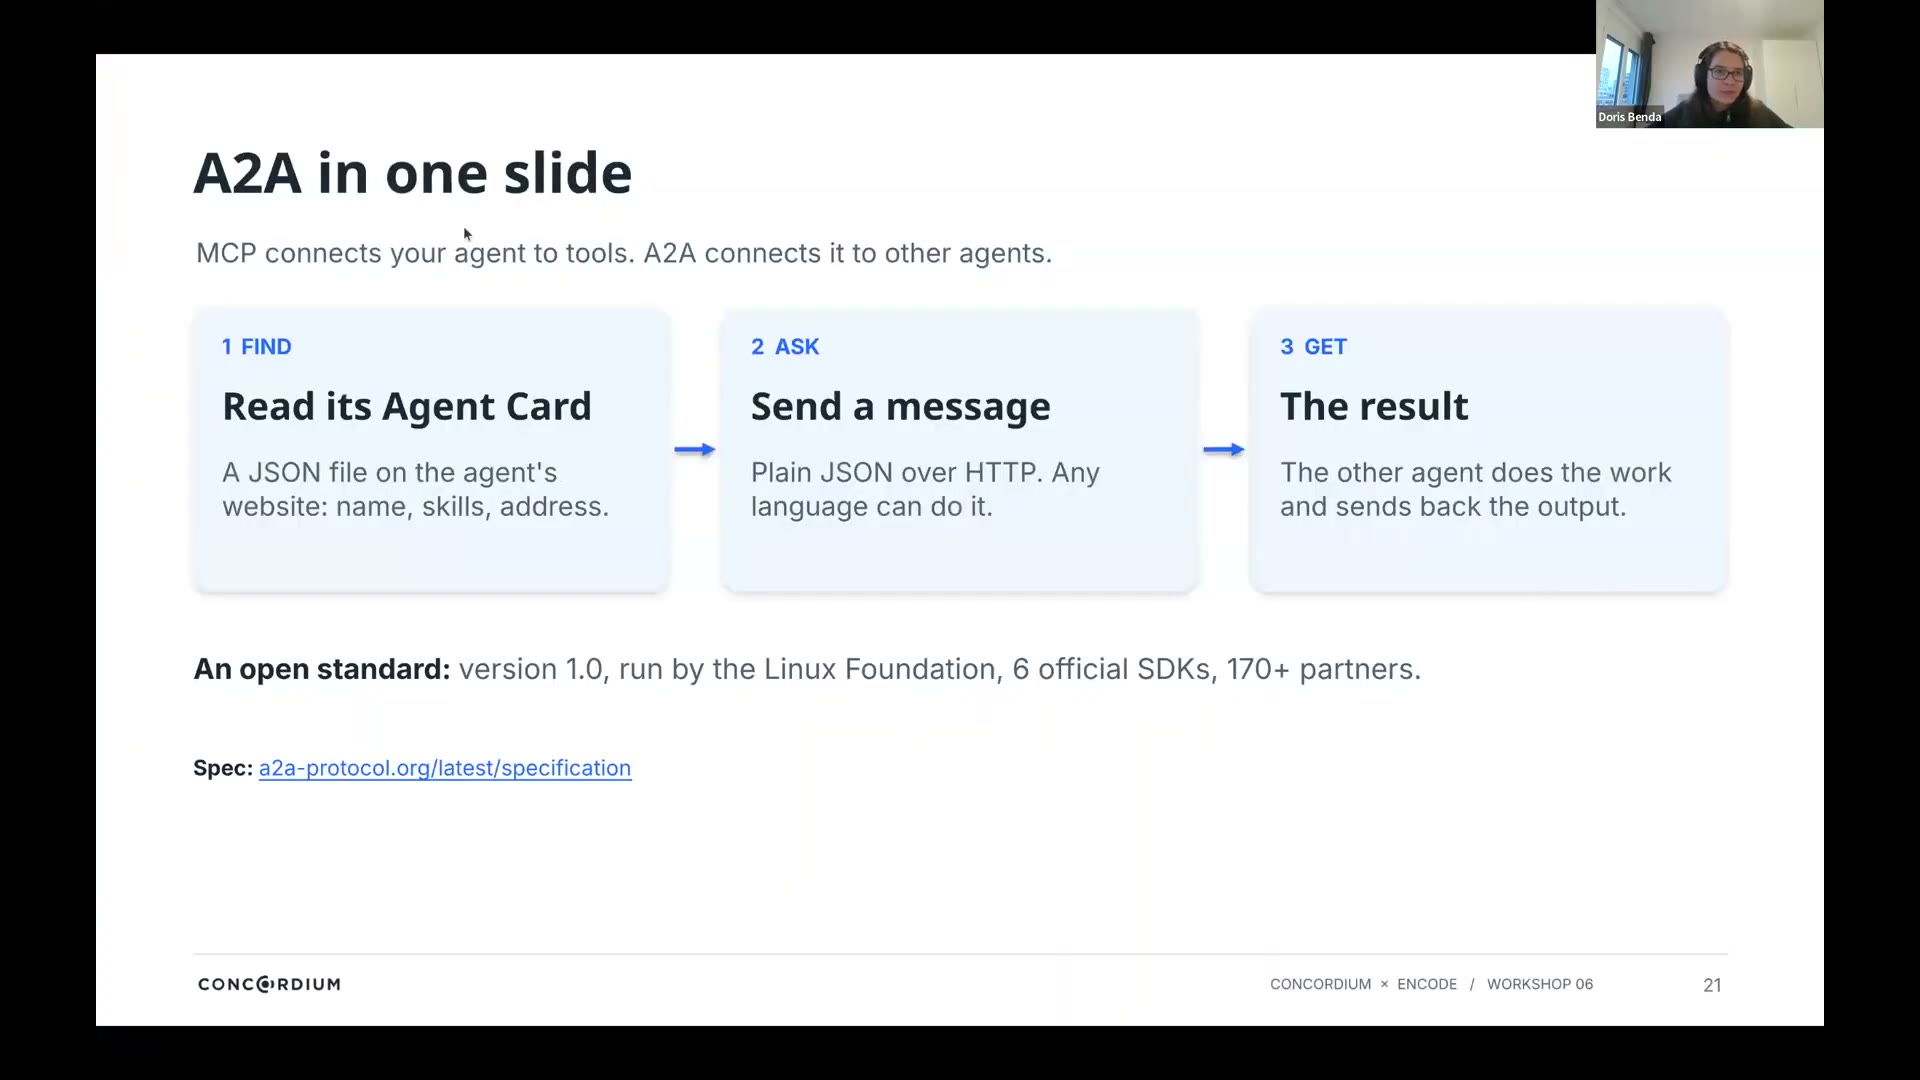 Doris Benda
A2A in one slide
MCP connects your agent to tools. A2A connects it to other agents.
1 FIND
Read its Agent Card
A JSON file on the agent's
website: name, skills, address.
2 ASK
Send a message
Plain JSON over HTTP. Any
language can do it.
3 GET
The result
The other agent does the work
and sends back the output.
An open standard: version 1.0, run by the Linux Foundation, 6 official SDKs, 170+ partners.
Spec: a2a-protocol.org/latest/specification
CONCORDIUM
CONCORDIUM × ENCODE / WORKSHOP 06
21